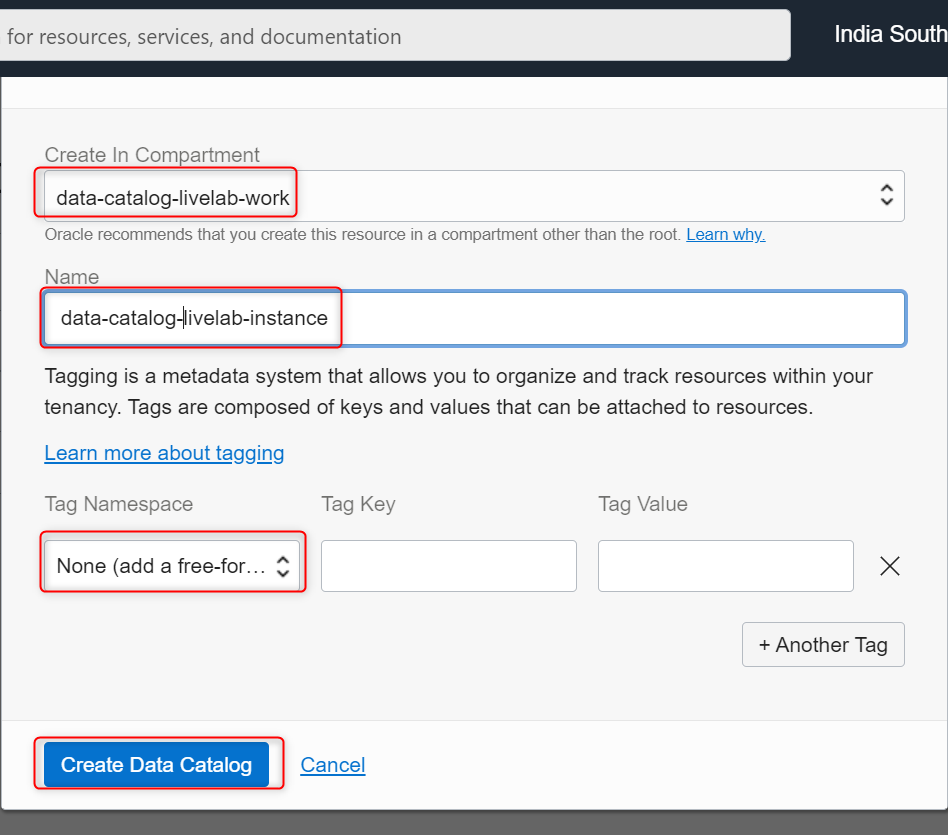 for resources, services, and documentation
India South
Create In Compartment
data-catalog-livelab-work
Oracle recommends that you create this resource in a compartment other than the root. Learn why.
Name
data-catalog-livelab-instance
Tagging is a metadata system that allows you to organize and track resources within your
tenancy. Tags are composed of keys and values that can be attached to resources.
Learn more about tagging
Tag Namespace
Tag Key
Tag Value
None (add a free-for...
+ Another Tag
Create Data Catalog
Cancel